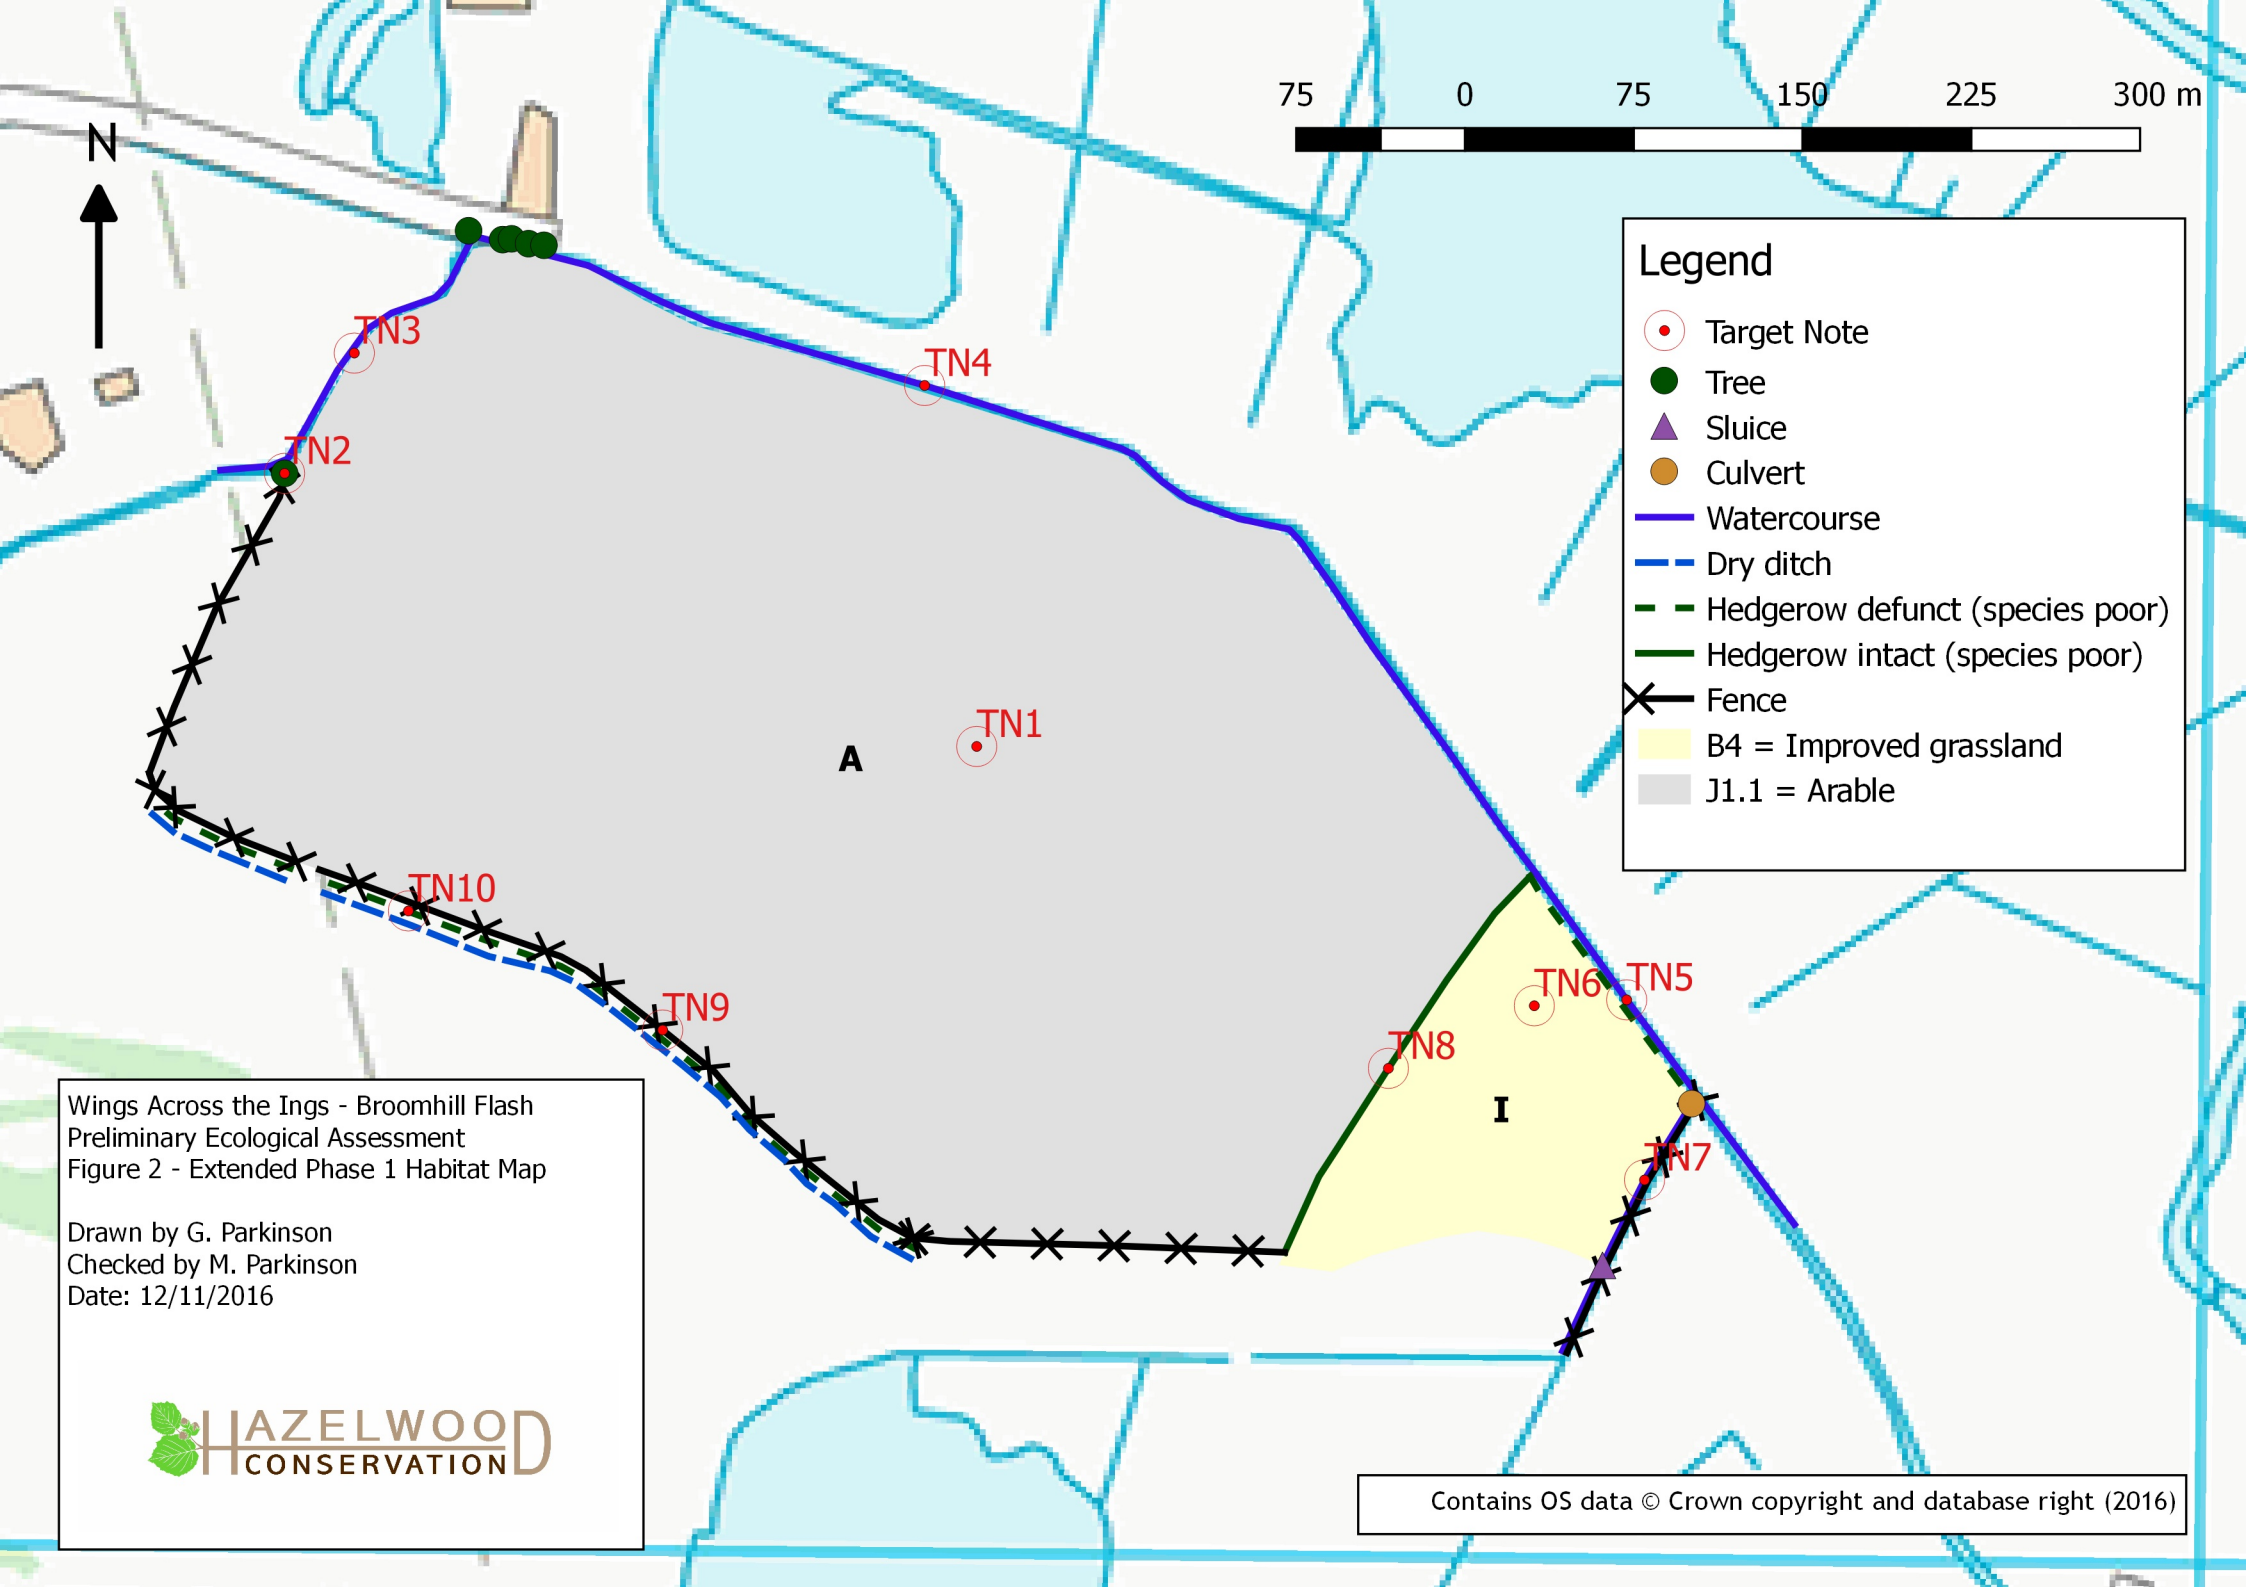 75 0 75 150 225 300 m
N
Legend
Target Note
Tree
Sluice
Culvert
Watercourse
Dry ditch
Hedgerow defunct (species poor)
Hedgerow intact (species poor)
Fence
B4 = Improved grassland
J1.1 = Arable
TN3
TN4
TN2
TN1
A
TN10
TN9
TN6
TN5
TN8
I
TN7
Wings Across the Ings - Broomhill Flash
Preliminary Ecological Assessment
Figure 2 - Extended Phase 1 Habitat Map
Drawn by G. Parkinson
Checked by M. Parkinson
Date: 12/11/2016
HAZELWOOD
CONSERVATION
Contains OS data © Crown copyright and database right (2016)